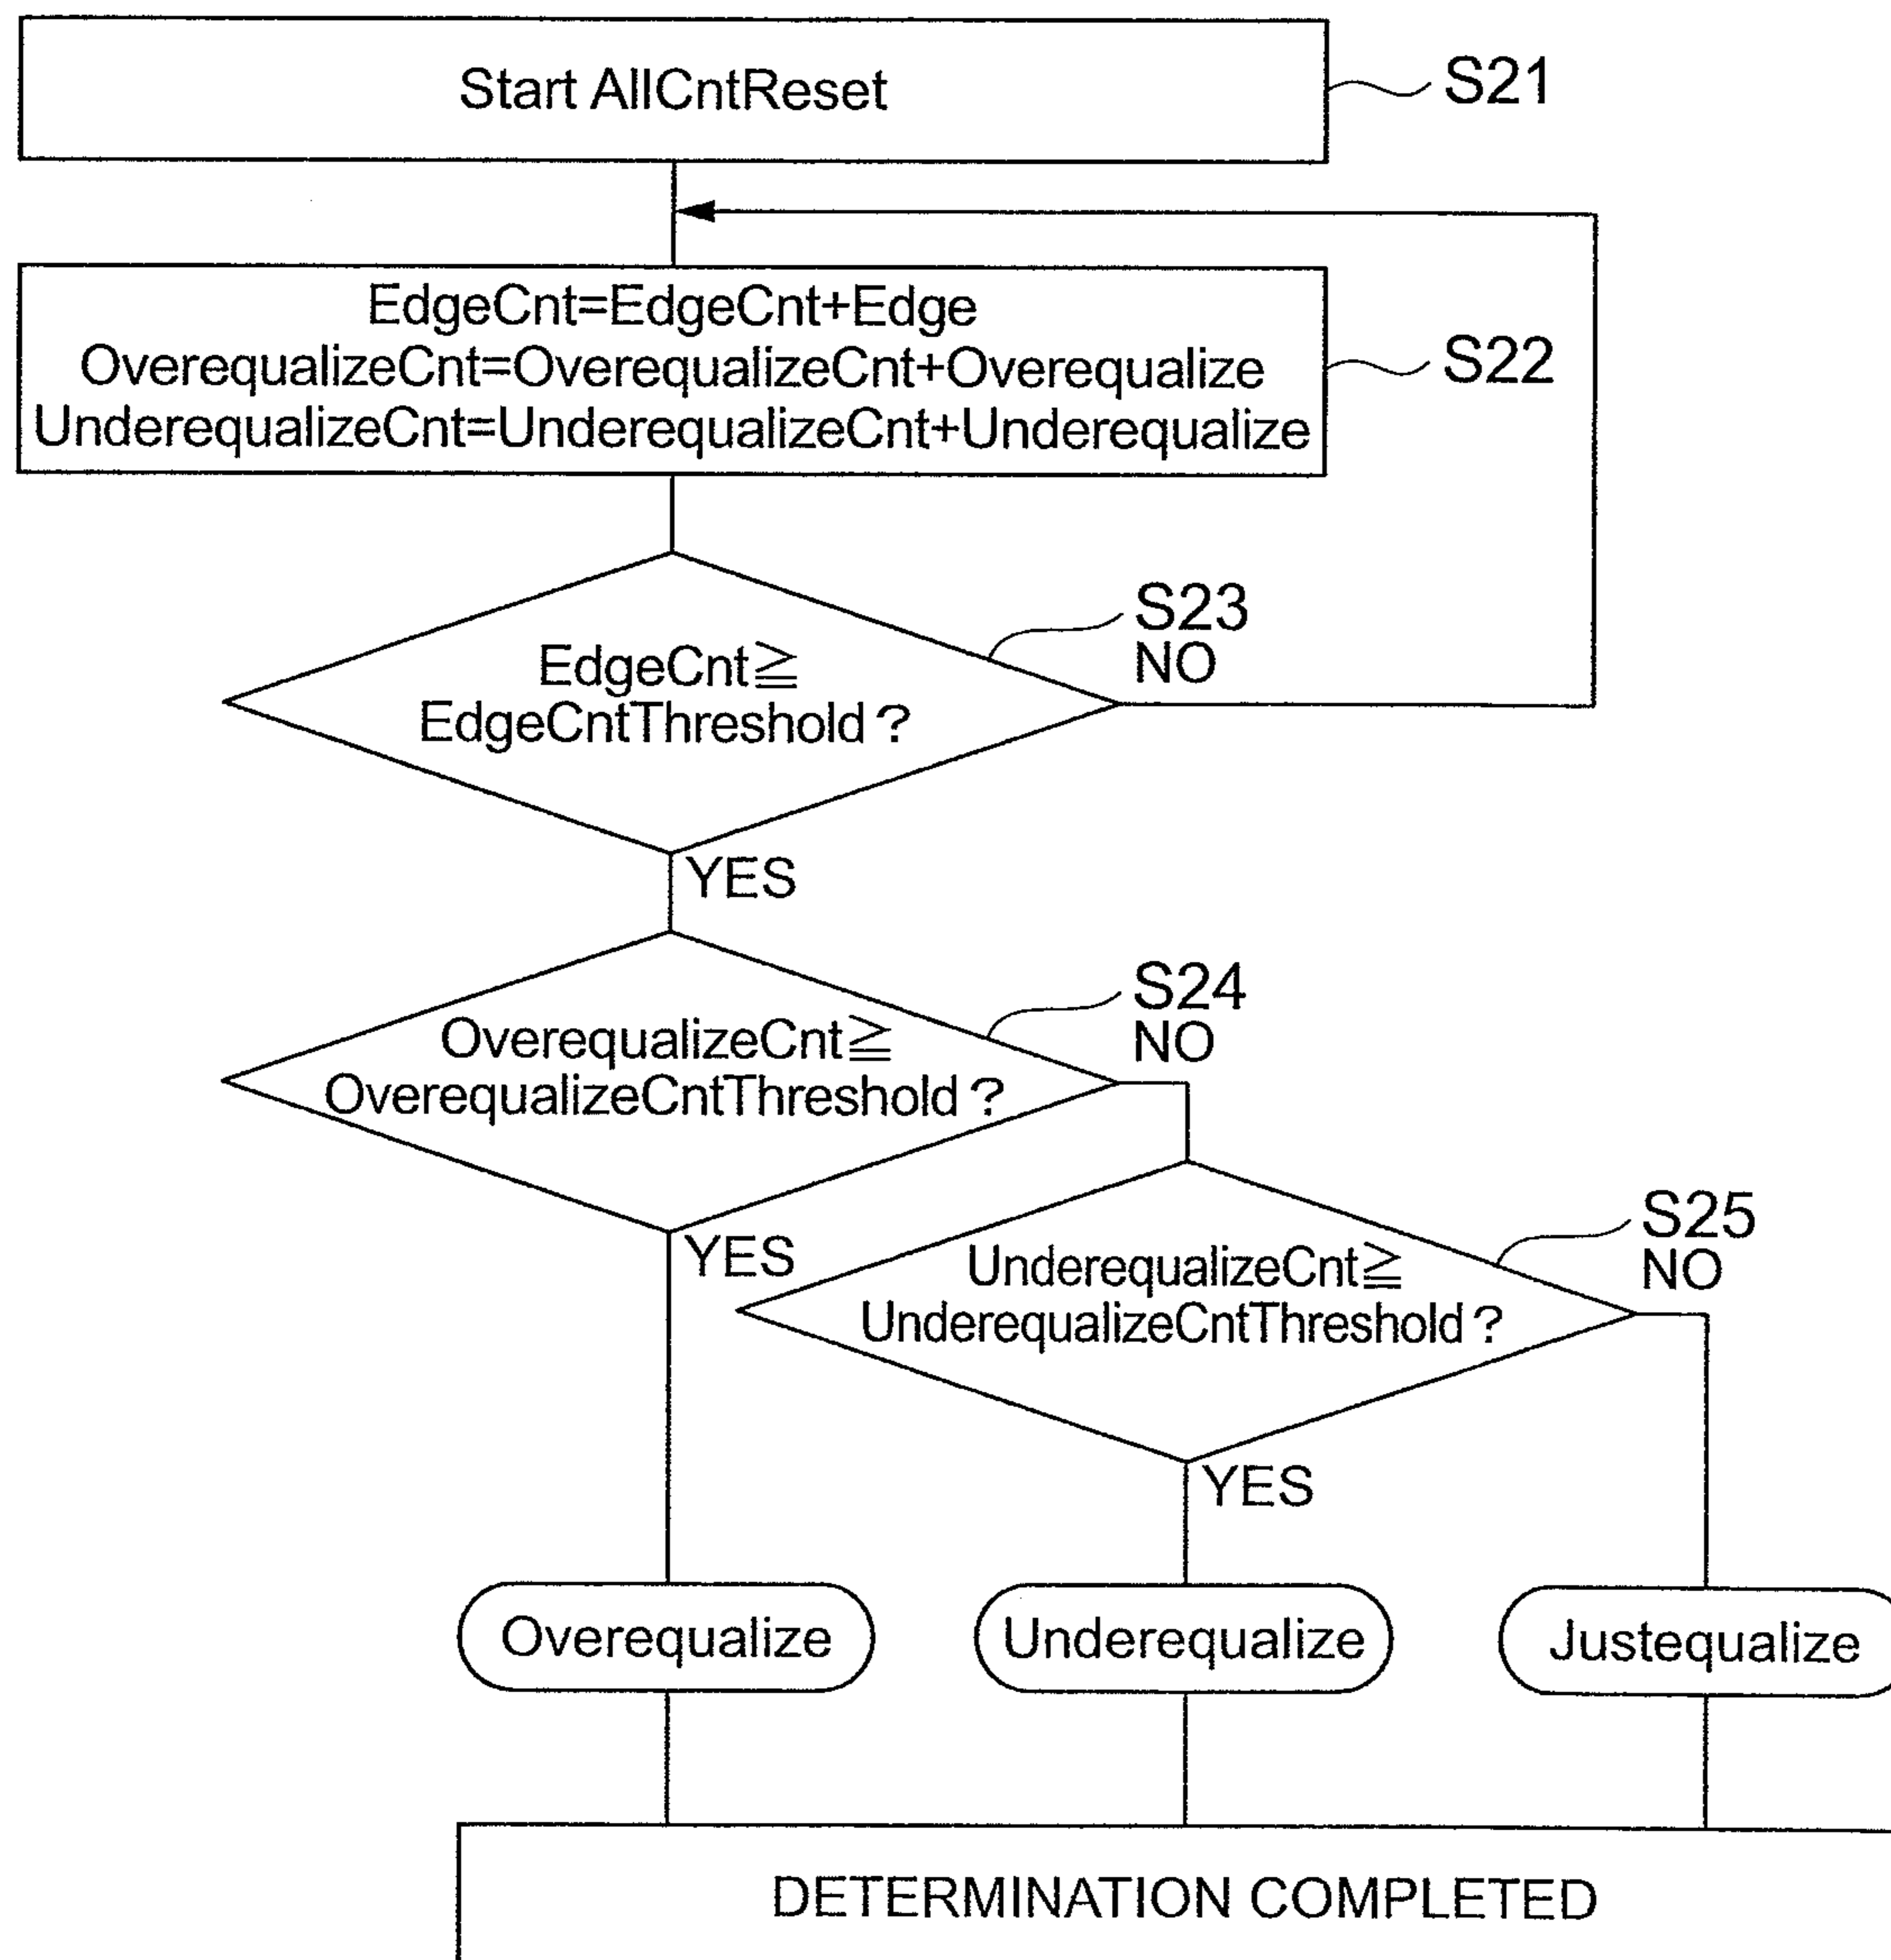 Start AllCntReset
S21
EdgeCnt=EdgeCnt+Edge
OverequalizeCnt=OverequalizeCnt+Overequalize
UnderequalizeCnt=UnderequalizeCnt+Underequalize
S22
S23
NO
EdgeCnt≧
EdgeCntThreshold?
YES
S24
NO
OverequalizeCnt≧
OverequalizeCntThreshold?
YES
S25
NO
UnderequalizeCnt≧
UnderequalizeCntThreshold?
YES
Overequalize
Underequalize
Justequalize
DETERMINATION COMPLETED